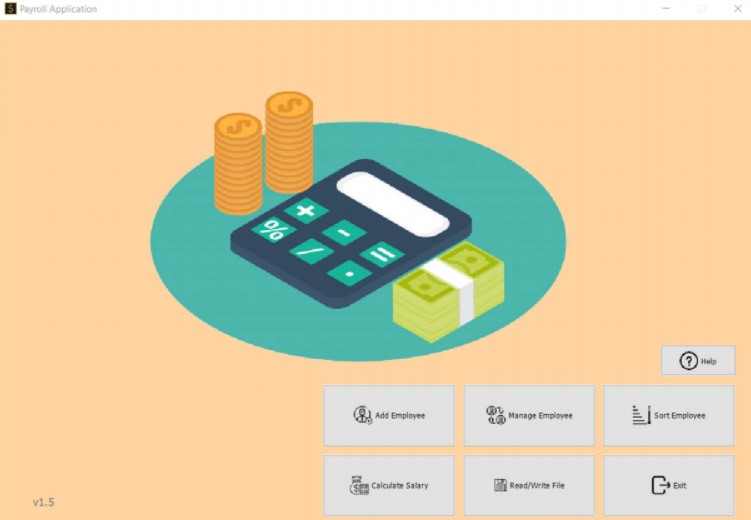 Payroll Application
Help
Add Employee
Manage Employee
Sort Employee
Calculate Salary
Read/Write File
Exit
v1.5